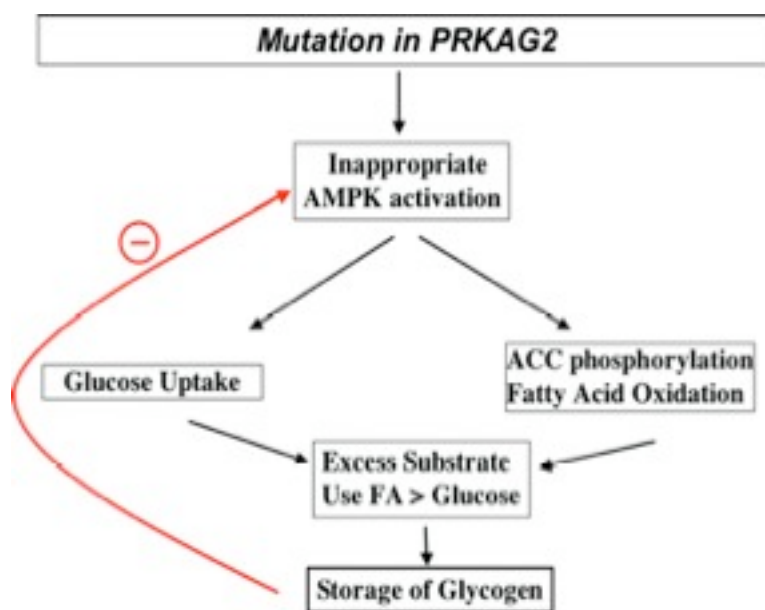 Mutation in PRKAG2
Inappropriate
AMPK activation
Glucose Uptake
ACC phosphorylation
Fatty Acid Oxidation
Excess Substrate
Use FA > Glucose
Storage of Glycogen